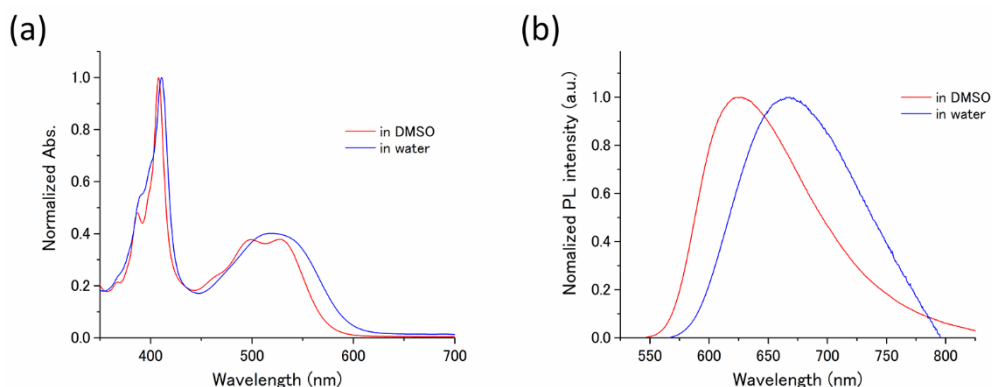 (a)
Normalized Abs.
1.0
0.8
0.6
0.4
0.2
0.0
400
500
600
700
Wavelength (nm)
in DMSO
in water
(b)
Nomalized PL intensity (a.u.)
1.0
0.8
0.6
0.4
0.2
0.0
550
600
650
700
750
800
Wavelength (nm)
in DMSO
in water